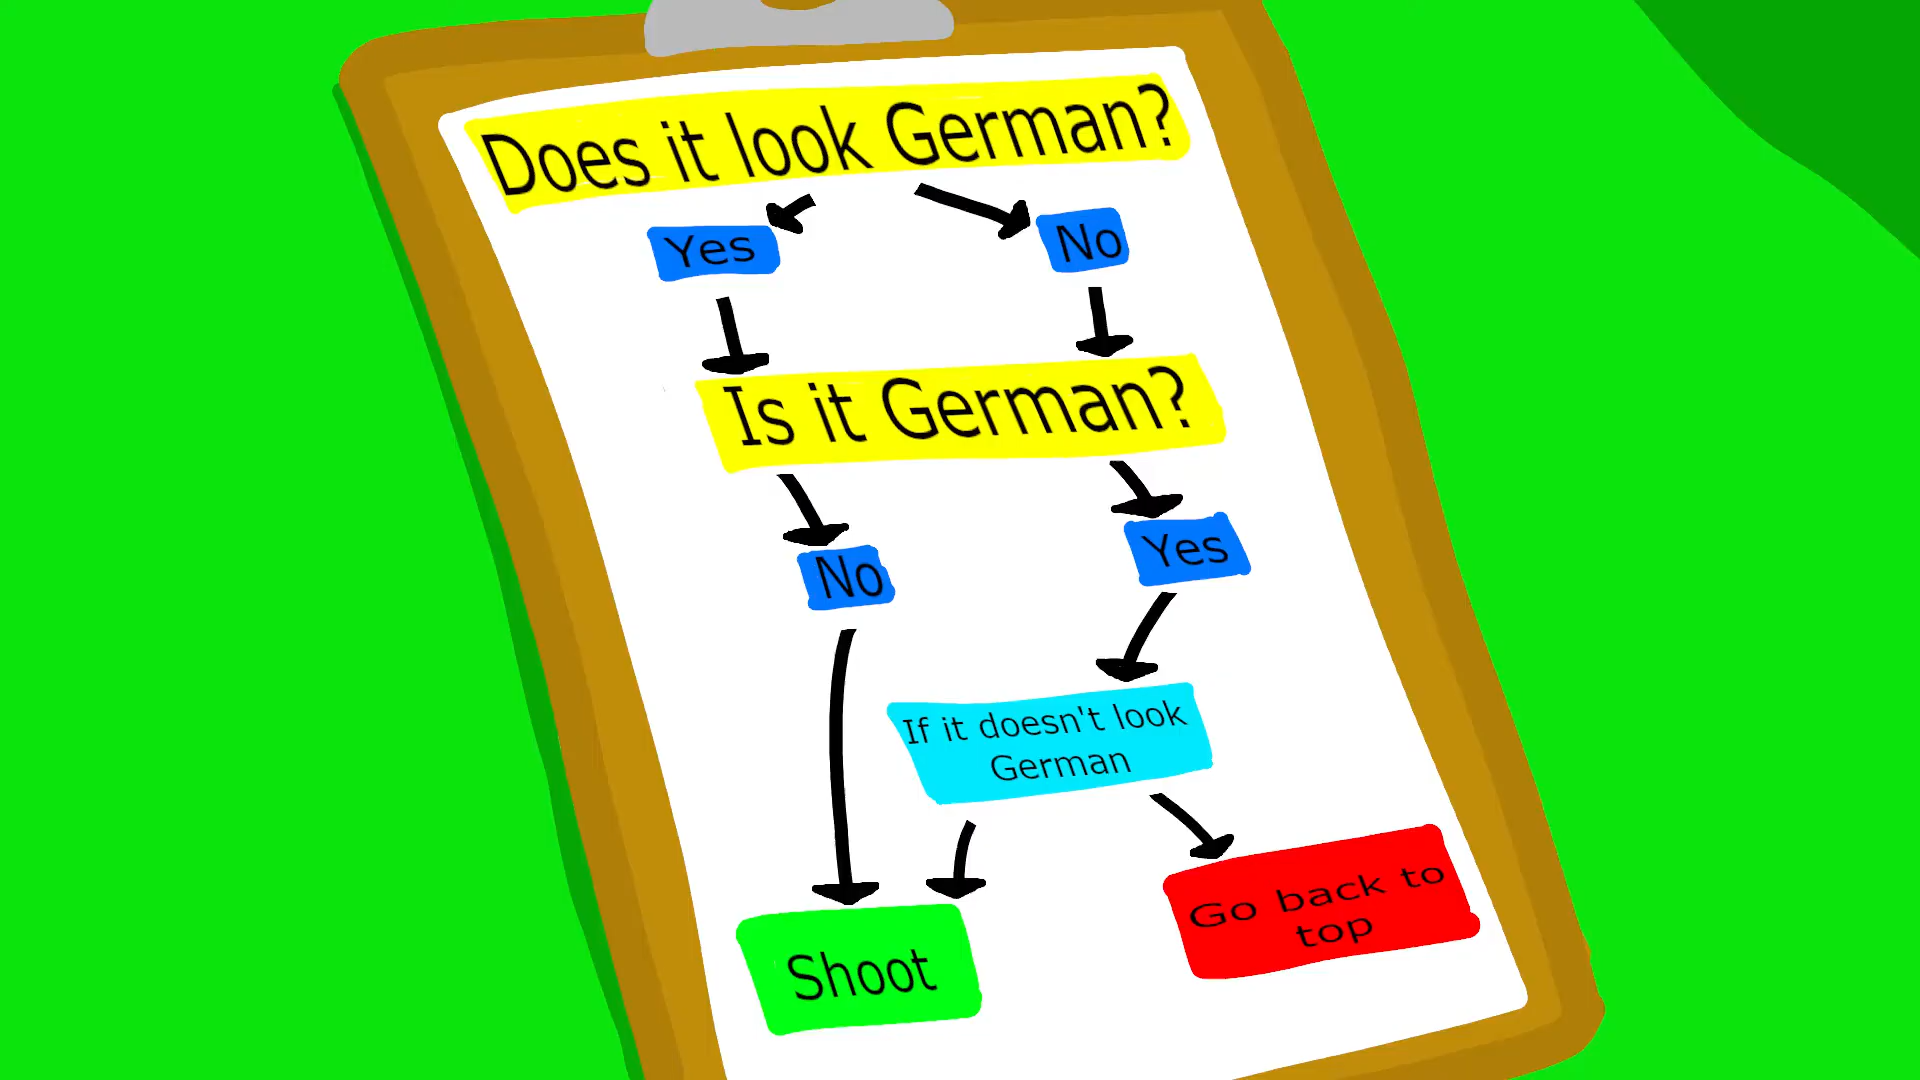 Does it look German?
Yes
No
Is it German?
No
Yes
If it doesn't look
German
Go back to
top
Shoot